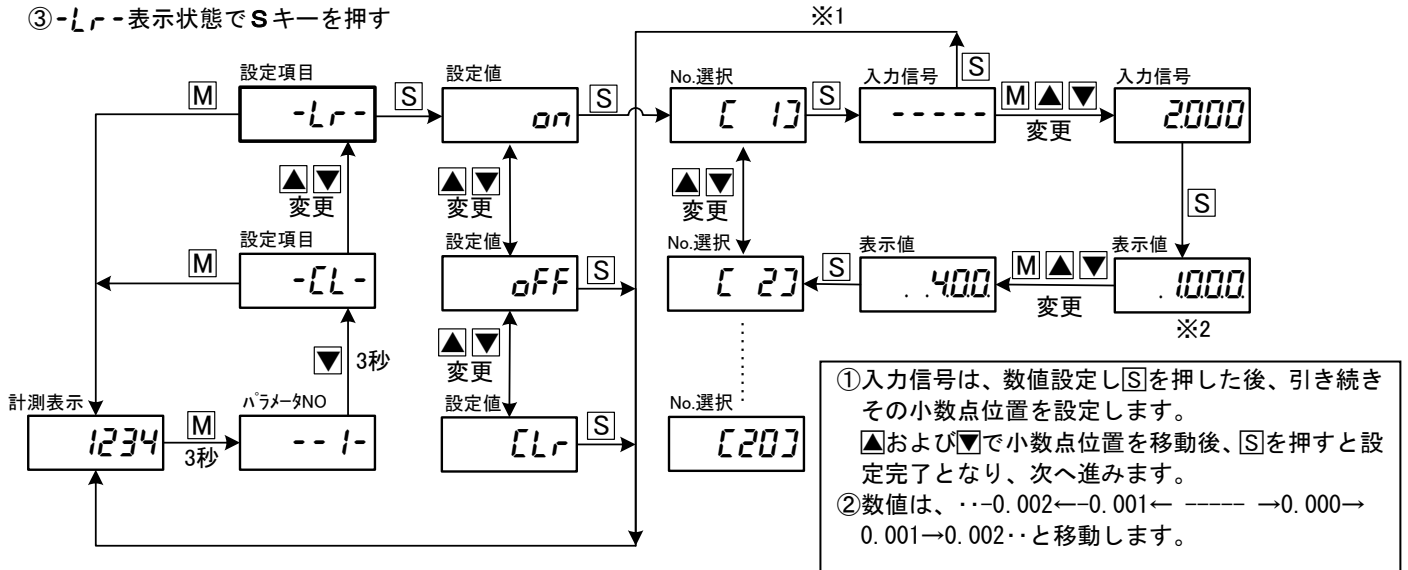 ③-Lr-表示状態でSキーを押す
※1
設定項目
設定値
No.選択
入力信号
入力信号
M
-Lr-
S
on
S
[ 1]
S
-----
S
M▲▼
変更
2.000
▲▼
変更
▲▼
変更
▲▼
変更
S
設定項目
設定値
No.選択
表示値
表示値
M
-CL-
oFF
S
[ 2]
S
..4.0.0.
M▲▼
変更
.1.0.0.0.
※2
▼ 3秒
▲▼
変更
計測表示
パラメータNO
設定値
No.選択
1234
M
3秒
--1-
CLr
S
[20]
①入力信号は、数値設定しSを押した後、引き続き
その小数点位置を設定します。
▲および▼で小数点位置を移動後、Sを押すと設
定完了となり、次へ進みます。
②数値は、‥-0.002←-0.001← ----- →0.000→
0.001→0.002‥と移動します。